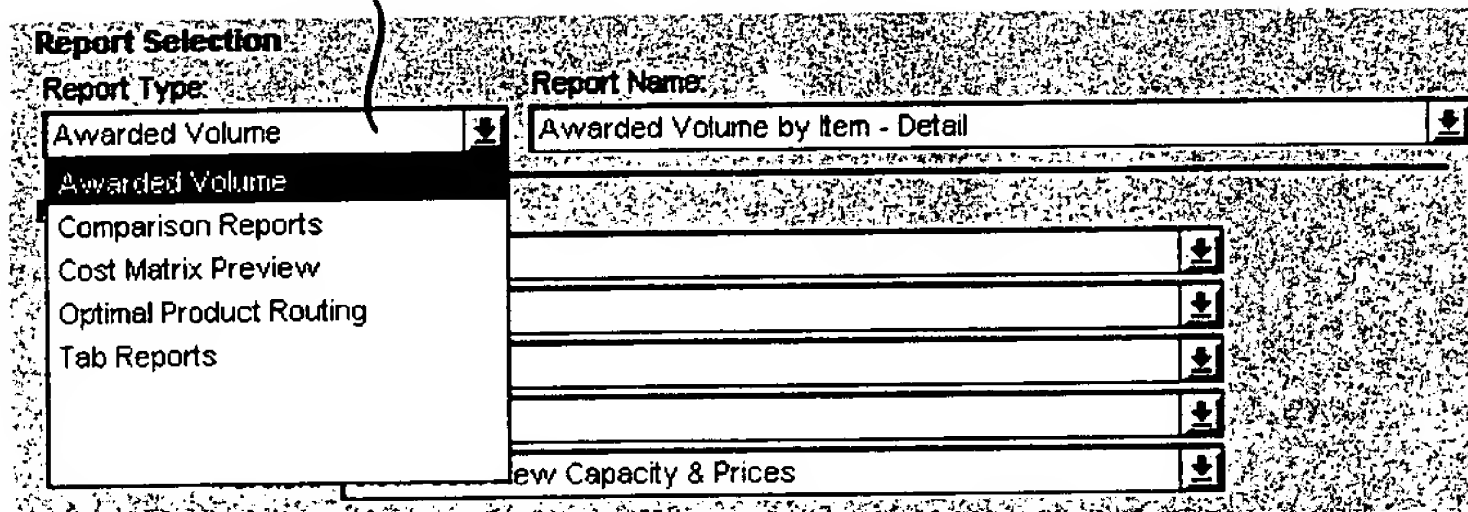 Report Selection
Report Type: Report Name:
Awarded Volume Awarded Volume by Item - Detail
Awarded Volume
Comparison Reports
Cost Matrix Preview
Optimal Product Routing
Tab Reports
Capacity & Prices